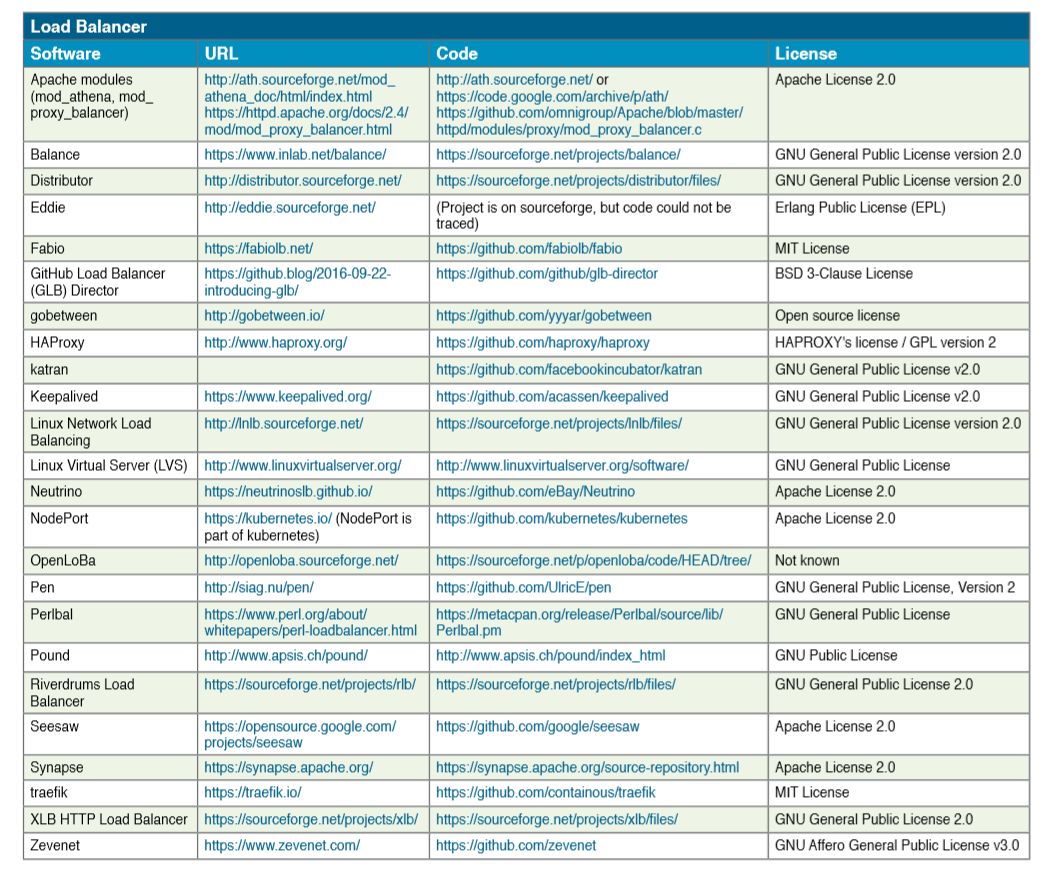 Load Balancer
Software URL Code License
Apache modules http://ath.sourceforge.net/mod_ http://ath.sourceforge.net/ or Apache License 2.0
(mod_athena, mod_ athena_doc/html/index.html https://code.google.com/archive/p/ath/
proxy_balancer) https://httpd.apache.org/docs/2.4/ https://github.com/omnigroup/Apache/blob/master/
mod/mod_proxy_balancer.html httpd/modules/proxy/mod_proxy_balancer.c
Balance https://www.inlab.net/balance/ https://sourceforge.net/projects/balance/ GNU General Public License version 2.0
Distributor http://distributor.sourceforge.net/ https://sourceforge.net/projects/distributor/files/ GNU General Public License version 2.0
Eddie http://eddie.sourceforge.net/ (Project is on sourceforge, but code could not be Erlang Public License (EPL)
traced)
Fabio https://fabiolb.net/ https://github.com/fabiolb/fabio MIT License
GitHub Load Balancer https://github.blog/2016-09-22- https://github.com/github/glb-director BSD 3-Clause License
(GLB) Director introducing-glb/
gobetween http://gobetween.io/ https://github.com/yyyar/gobetween Open source license
HAProxy http://www.haproxy.org/ https://github.com/haproxy/haproxy HAPROXY's license / GPL version 2
katran https://github.com/facebookincubator/katran GNU General Public License v2.0
Keepalived https://www.keepalived.org/ https://github.com/acassen/keepalived GNU General Public License v2.0
Linux Network Load http://lnlb.sourceforge.net/ https://sourceforge.net/projects/lnlb/files/ GNU General Public License version 2.0
Balancing
Linux Virtual Server (LVS) http://www.linuxvirtualserver.org/ http://www.linuxvirtualserver.org/software/ GNU General Public License
Neutrino https://neutrinoslb.github.io/ https://github.com/eBay/Neutrino Apache License 2.0
NodePort https://kubernetes.io/ (NodePort is https://github.com/kubernetes/kubernetes Apache License 2.0
part of kubernetes)
OpenLoBa http://openloba.sourceforge.net/ https://sourceforge.net/p/openloba/code/HEAD/tree/ Not known
Pen http://siag.nu/pen/ https://github.com/UlricE/pen GNU General Public License, Version 2
Perlbal https://www.perl.org/about/ https://metacpan.org/release/Perlbal/source/lib/ GNU General Public License
whitepapers/perl-loadbalancer.html Perlbal.pm
Pound http://www.apsis.ch/pound/ http://www.apsis.ch/pound/index_html GNU Public License
Riverdrums Load https://sourceforge.net/projects/rlb/ https://sourceforge.net/projects/rlb/files/ GNU General Public License 2.0
Balancer
Seesaw https://opensource.google.com/ https://github.com/google/seesaw Apache License 2.0
projects/seesaw
Synapse https://synapse.apache.org/ https://synapse.apache.org/source-repository.html Apache License 2.0
traefik https://traefik.io/ https://github.com/containous/traefik MIT License
XLB HTTP Load Balancer https://sourceforge.net/projects/xlb/ https://sourceforge.net/projects/xlb/files/ GNU General Public License 2.0
Zevenet https://www.zevenet.com/ https://github.com/zevenet GNU Affero General Public License v3.0